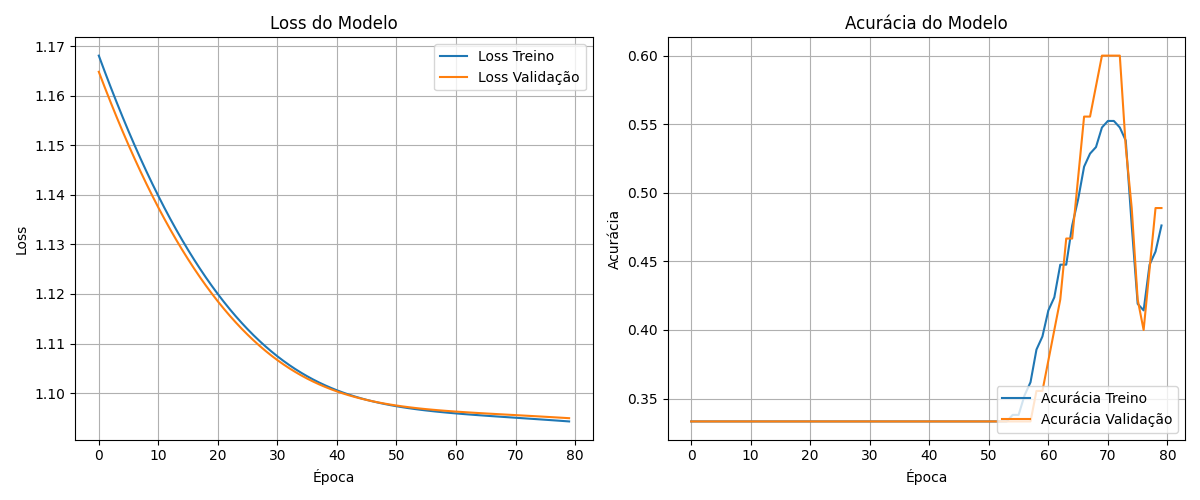 Loss do Modelo
1.17
1.16
1.15
1.14
1.13
1.12
1.11
1.10
Loss
0 10 20 30 40 50 60 70 80
Época
Loss Treino
Loss Validação
Acurácia do Modelo
0.60
0.55
0.50
0.45
0.40
0.35
Acurácia
0 10 20 30 40 50 60 70 80
Época
Acurácia Treino
Acurácia Validação